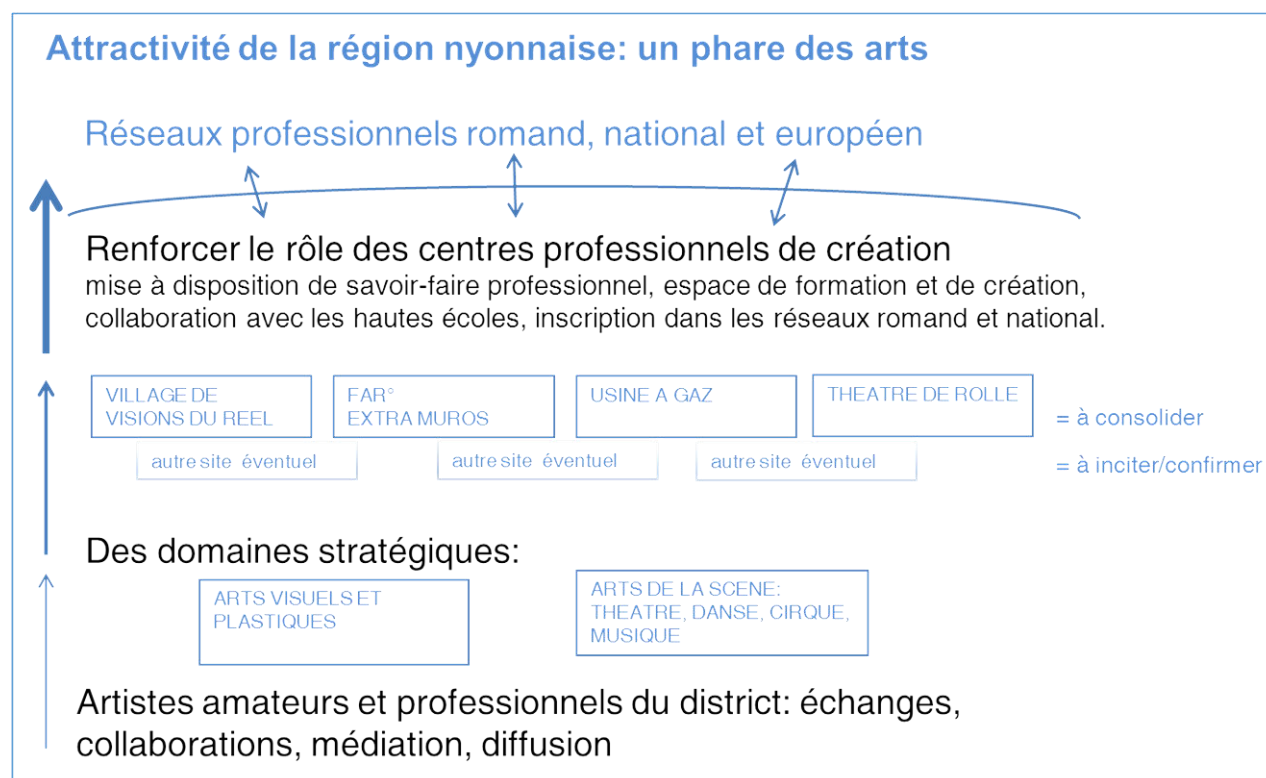 Attractivité de la région nyonnaise: un phare des arts
Réseaux professionnels romand, national et européen
Renforcer le rôle des centres professionnels de création
mise à disposition de savoir-faire professionnel, espace de formation et de création,
collaboration avec les hautes écoles, inscription dans les réseaux romand et national.
VILLAGE DE
VISIONS DU REEL
FAR°
EXTRA MUROS
USINE A GAZ
THEATRE DE ROLLE
= à consolider
autre site éventuel
autre site éventuel
autre site éventuel
= à inciter/confirmer
Des domaines stratégiques:
ARTS VISUELS ET
PLASTIQUES
ARTS DE LA SCENE:
THEATRE, DANSE, CIRQUE,
MUSIQUE
Artistes amateurs et professionnels du district: échanges,
collaborations, médiation, diffusion